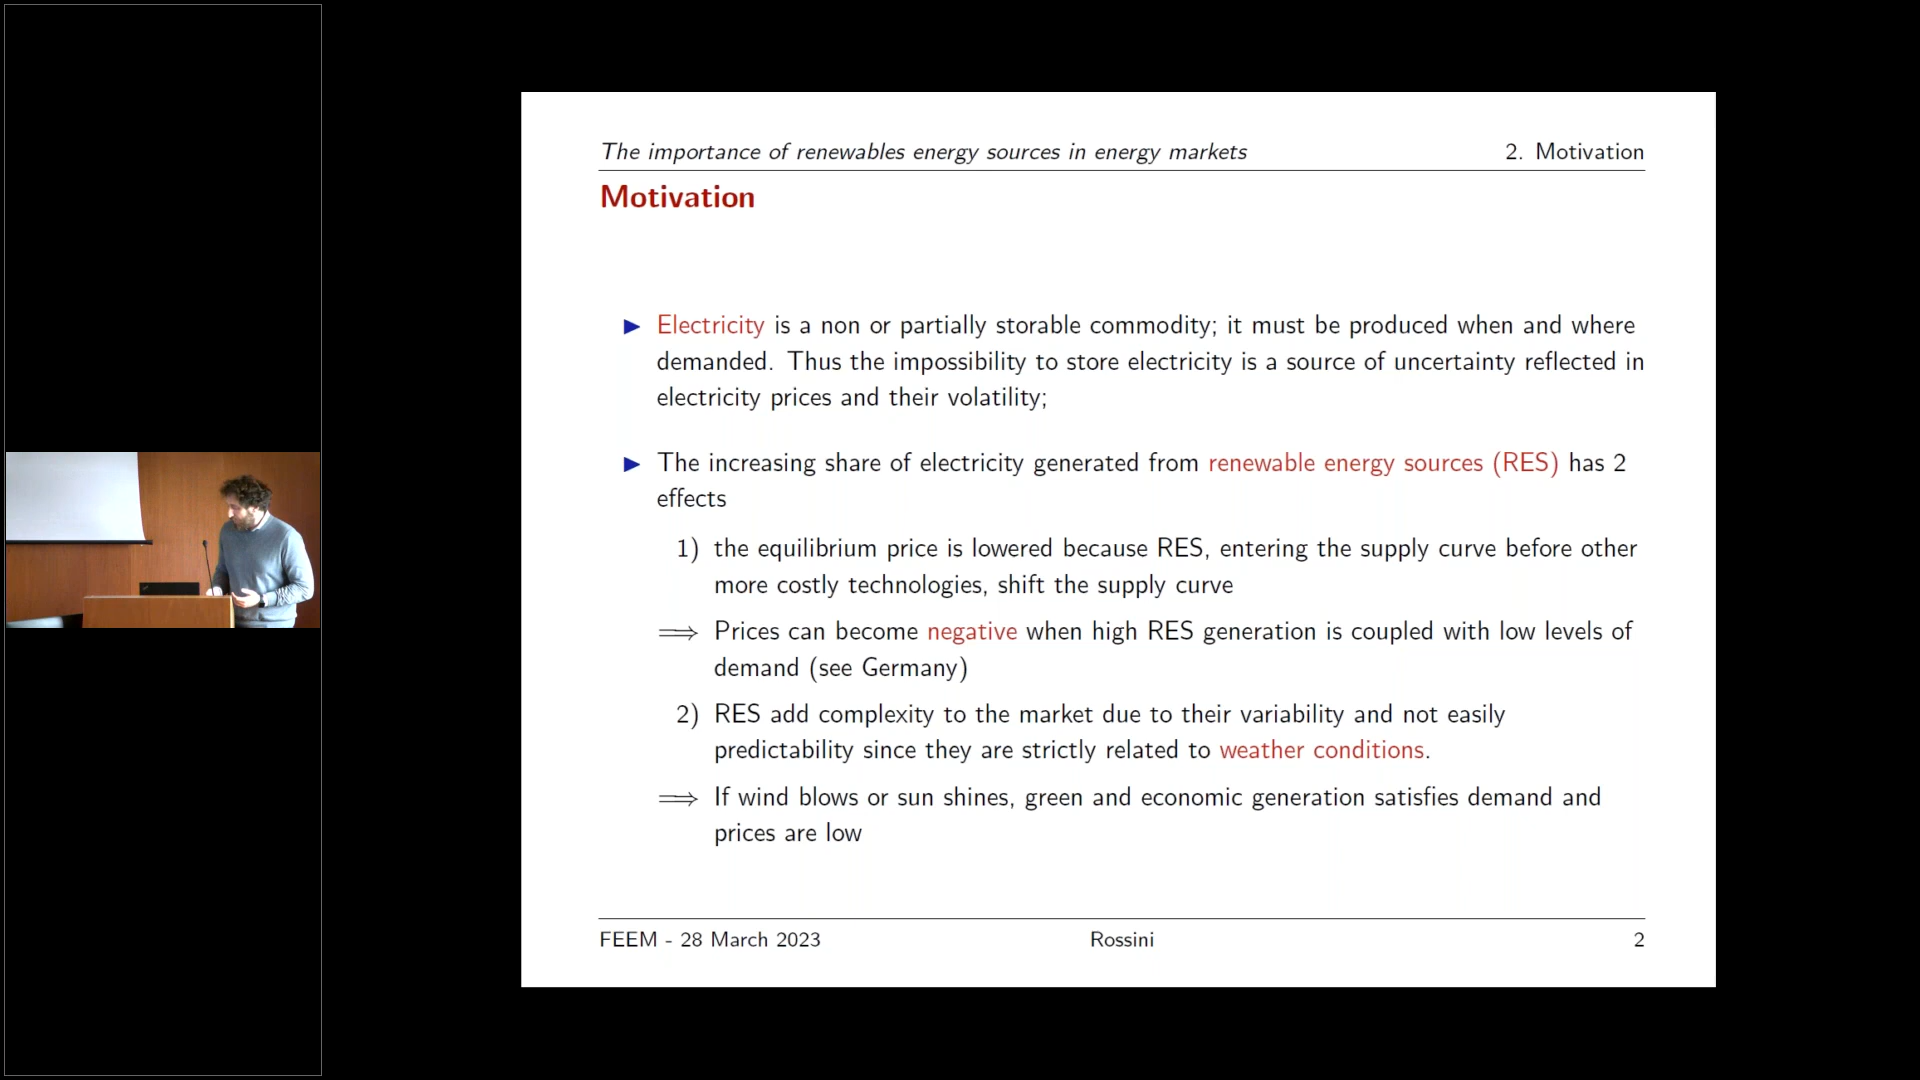 The importance of renewables energy sources in energy markets 2. Motivation
Motivation
► Electricity is a non or partially storable commodity; it must be produced when and where
demanded. Thus the impossibility to store electricity is a source of uncertainty reflected in
electricity prices and their volatility;
► The increasing share of electricity generated from renewable energy sources (RES) has 2
effects
1) the equilibrium price is lowered because RES, entering the supply curve before other
more costly technologies, shift the supply curve
⟹ Prices can become negative when high RES generation is coupled with low levels of
demand (see Germany)
2) RES add complexity to the market due to their variability and not easily
predictability since they are strictly related to weather conditions.
⟹ If wind blows or sun shines, green and economic generation satisfies demand and
prices are low
FEEM - 28 March 2023 Rossini 2